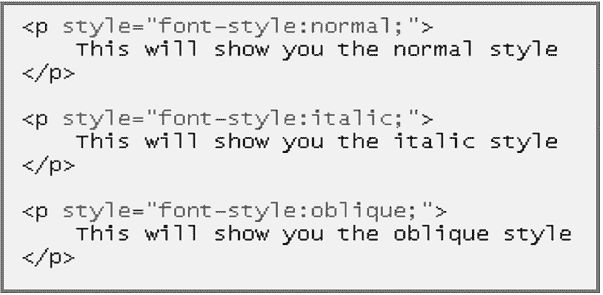 <p style="font-style:normal;">
This will show you the normal style
</p>
<p style="font-style:italic;">
This will show you the italic style
</p>
<p style="font-style:oblique;">
This will show you the oblique style
</p>